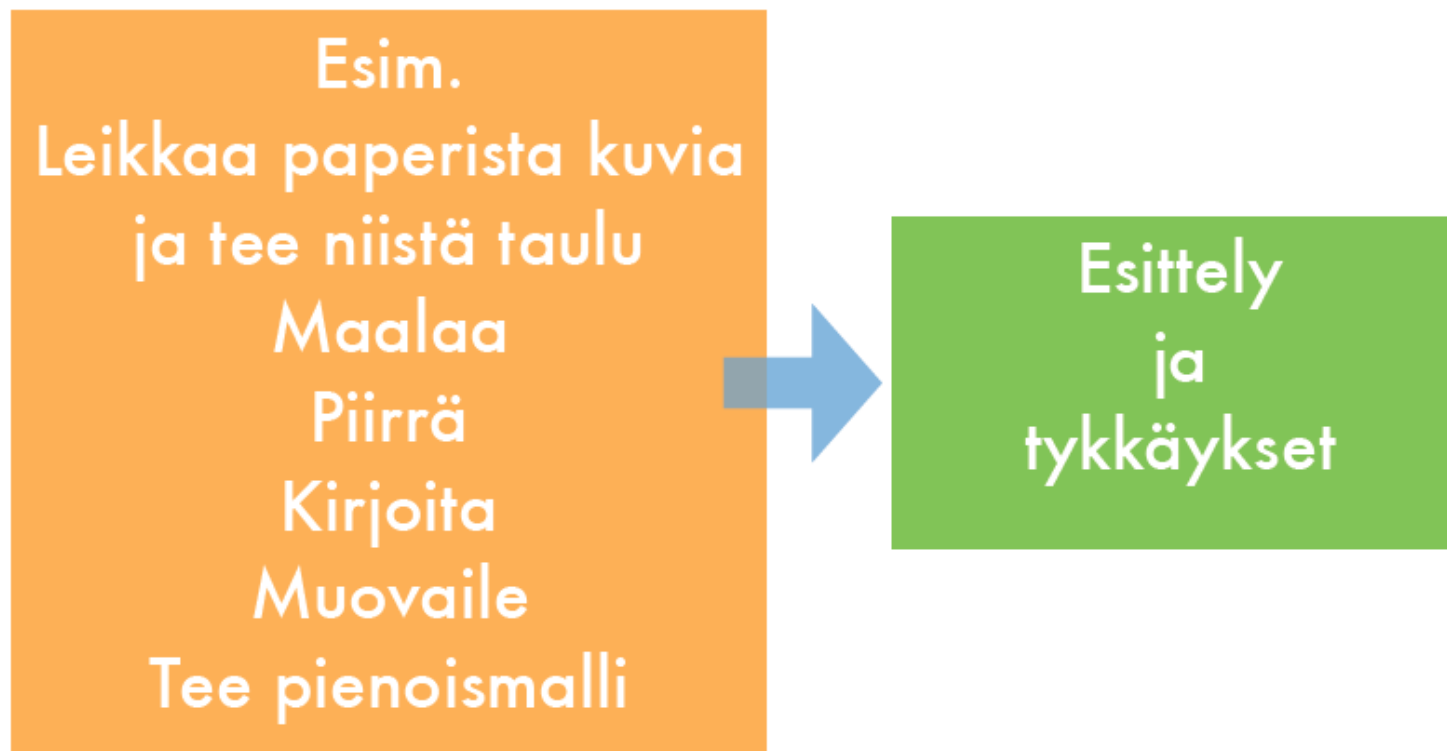 Esim.
Leikkaa paperista kuvia
ja tee niistä taulu
Maalaa
Piirrä
Kirjoita
Muovaile
Tee pienoismalli
Esittely
ja
tykkäykset